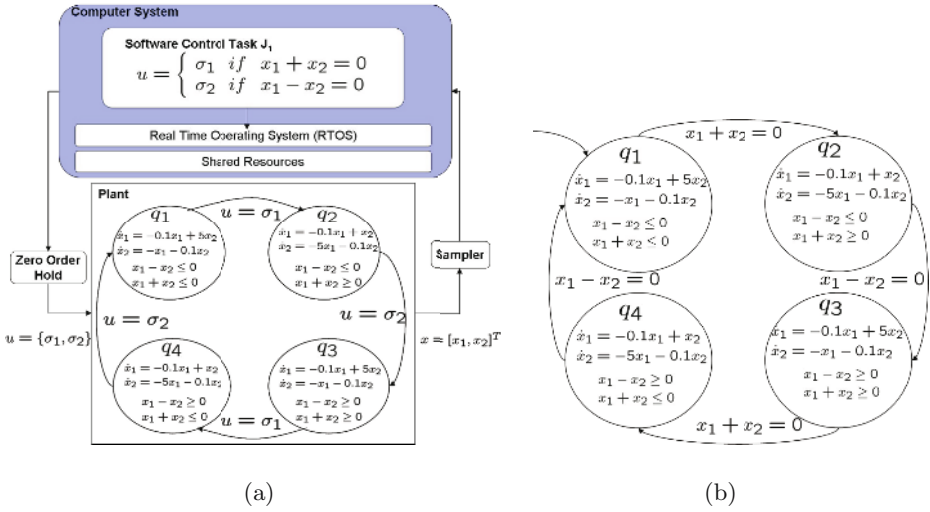 Computer System
Software Control Task J₁
u = { σ₁ if x₁ + x₂ = 0
σ₂ if x₁ − x₂ = 0
Real Time Operating System (RTOS)
Shared Resources
Plant
q₁
ẋ₁ = −0.1x₁ + 5x₂
ẋ₂ = −x₁ − 0.1x₂
x₁ − x₂ ≤ 0
x₁ + x₂ ≤ 0
u = σ₁
q₂
ẋ₁ = −0.1x₁ + x₂
ẋ₂ = −5x₁ − 0.1x₂
x₁ − x₂ ≤ 0
x₁ + x₂ ≥ 0
Zero Order
Hold
Sampler
u = σ₂
u = σ₂
u = {σ₁, σ₂}
x = [x₁, x₂]ᵀ
q₄
ẋ₁ = −0.1x₁ + x₂
ẋ₂ = −5x₁ − 0.1x₂
x₁ − x₂ ≥ 0
x₁ + x₂ ≤ 0
u = σ₁
q₃
ẋ₁ = −0.1x₁ + 5x₂
ẋ₂ = −x₁ − 0.1x₂
x₁ − x₂ ≥ 0
x₁ + x₂ ≥ 0
(a)
x₁ + x₂ = 0
q₁
ẋ₁ = −0.1x₁ + 5x₂
ẋ₂ = −x₁ − 0.1x₂
x₁ − x₂ ≤ 0
x₁ + x₂ ≤ 0
q₂
ẋ₁ = −0.1x₁ + x₂
ẋ₂ = −5x₁ − 0.1x₂
x₁ − x₂ ≤ 0
x₁ + x₂ ≥ 0
x₁ − x₂ = 0
x₁ − x₂ = 0
q₄
ẋ₁ = −0.1x₁ + x₂
ẋ₂ = −5x₁ − 0.1x₂
x₁ − x₂ ≥ 0
x₁ + x₂ ≤ 0
q₃
ẋ₁ = −0.1x₁ + 5x₂
ẋ₂ = −x₁ − 0.1x₂
x₁ − x₂ ≥ 0
x₁ + x₂ ≥ 0
x₁ + x₂ = 0
(b)